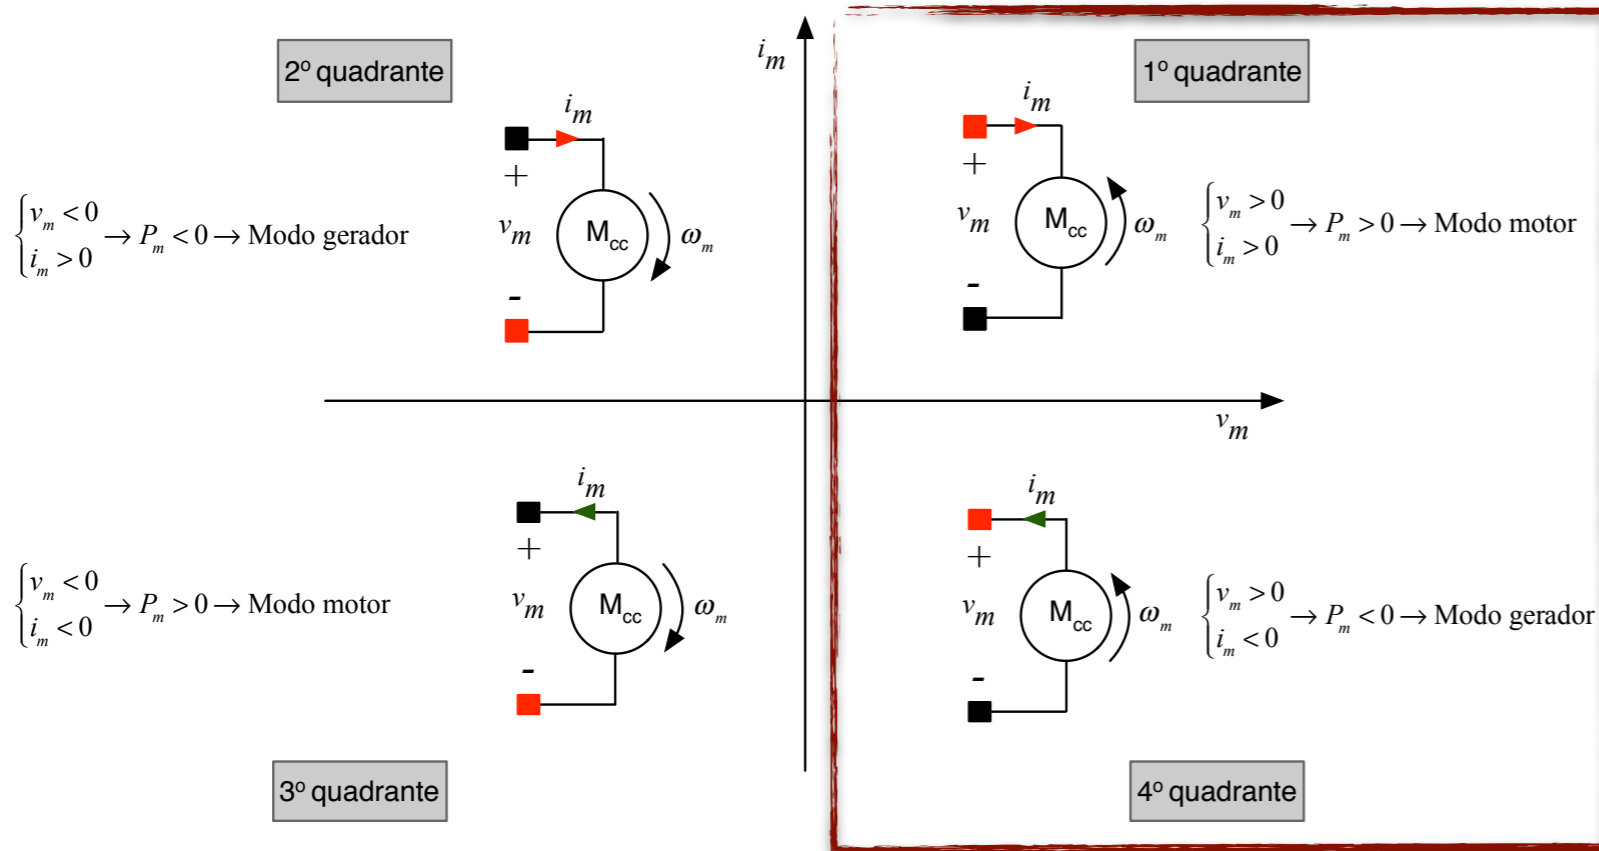 2º quadrante
i_m
+
v_m
-
M_cc
ω_m
{v_m < 0
i_m > 0 → P_m < 0 → Modo gerador
i_m
1º quadrante
i_m
+
v_m
-
M_cc
ω_m
{v_m > 0
i_m > 0 → P_m > 0 → Modo motor
v_m
i_m
+
v_m
-
M_cc
ω_m
{v_m < 0
i_m < 0 → P_m > 0 → Modo motor
3º quadrante
i_m
+
v_m
-
M_cc
ω_m
{v_m > 0
i_m < 0 → P_m < 0 → Modo gerador
4º quadrante